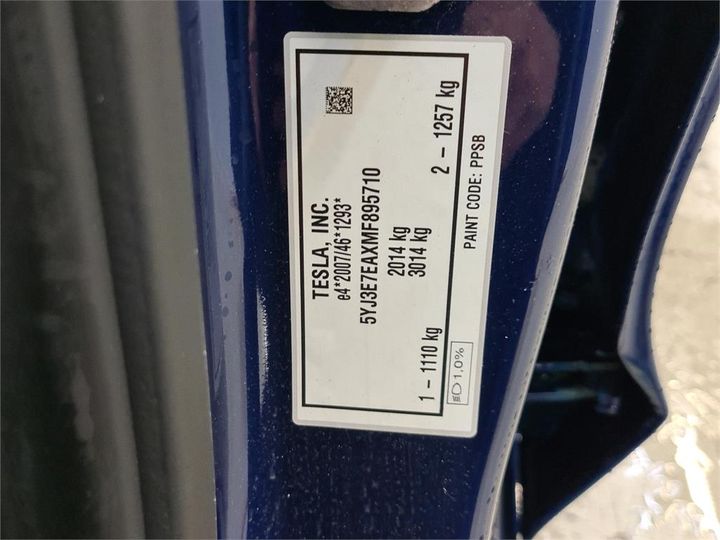 TESLA, INC.
e4*2007/46*1293*
5YJ3E7EAXMF895710
2014 kg
3014 kg
1 – 1110 kg 2 – 1257 kg
1,0% PAINT CODE: PPSB